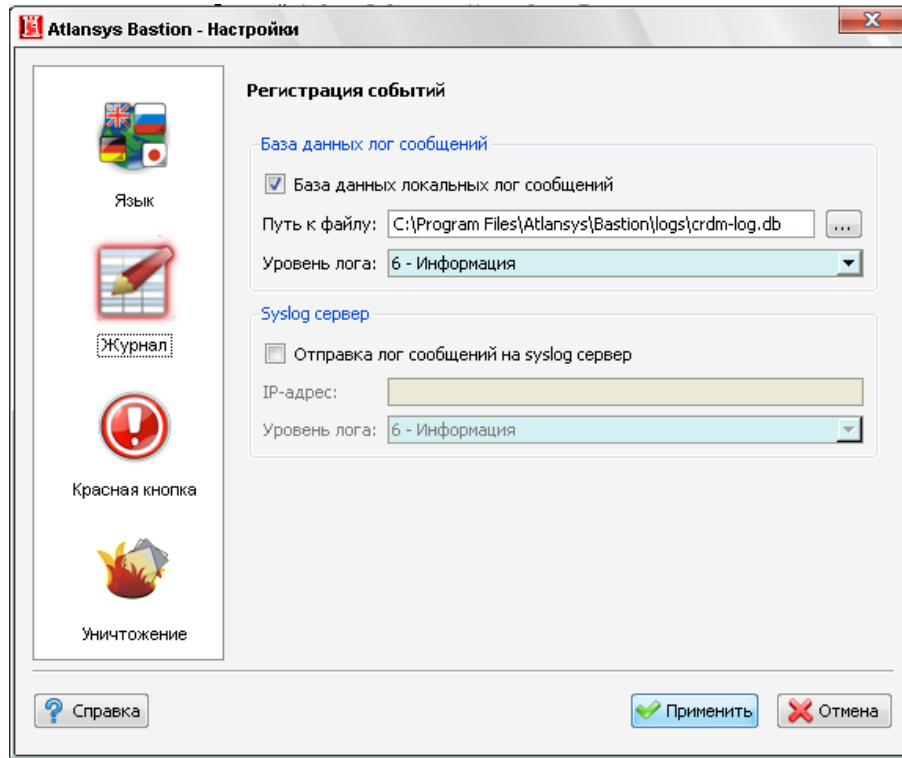 Atlansys Bastion - Настройки
Язык
Журнал
Красная кнопка
Уничтожение
Регистрация событий
База данных лог сообщений
База данных локальных лог сообщений
Путь к файлу: C:\Program Files\Atlansys\Bastion\logs\crdm-log.db ...
Уровень лога: 6 - Информация
Syslog сервер
Отправка лог сообщений на syslog сервер
IP-адрес:
Уровень лога: 6 - Информация
Справка
Применить
Отмена